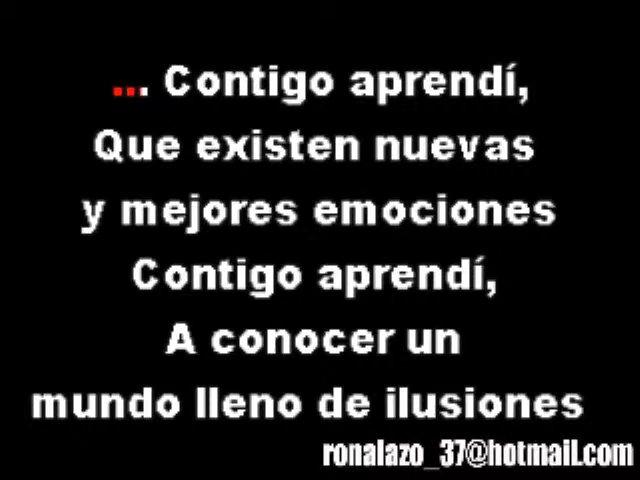 .... Contigo aprendí,
Que existen nuevas
y mejores emociones
Contigo aprendí,
A conocer un
mundo lleno de ilusiones
ronalazo_37@hotmail.com